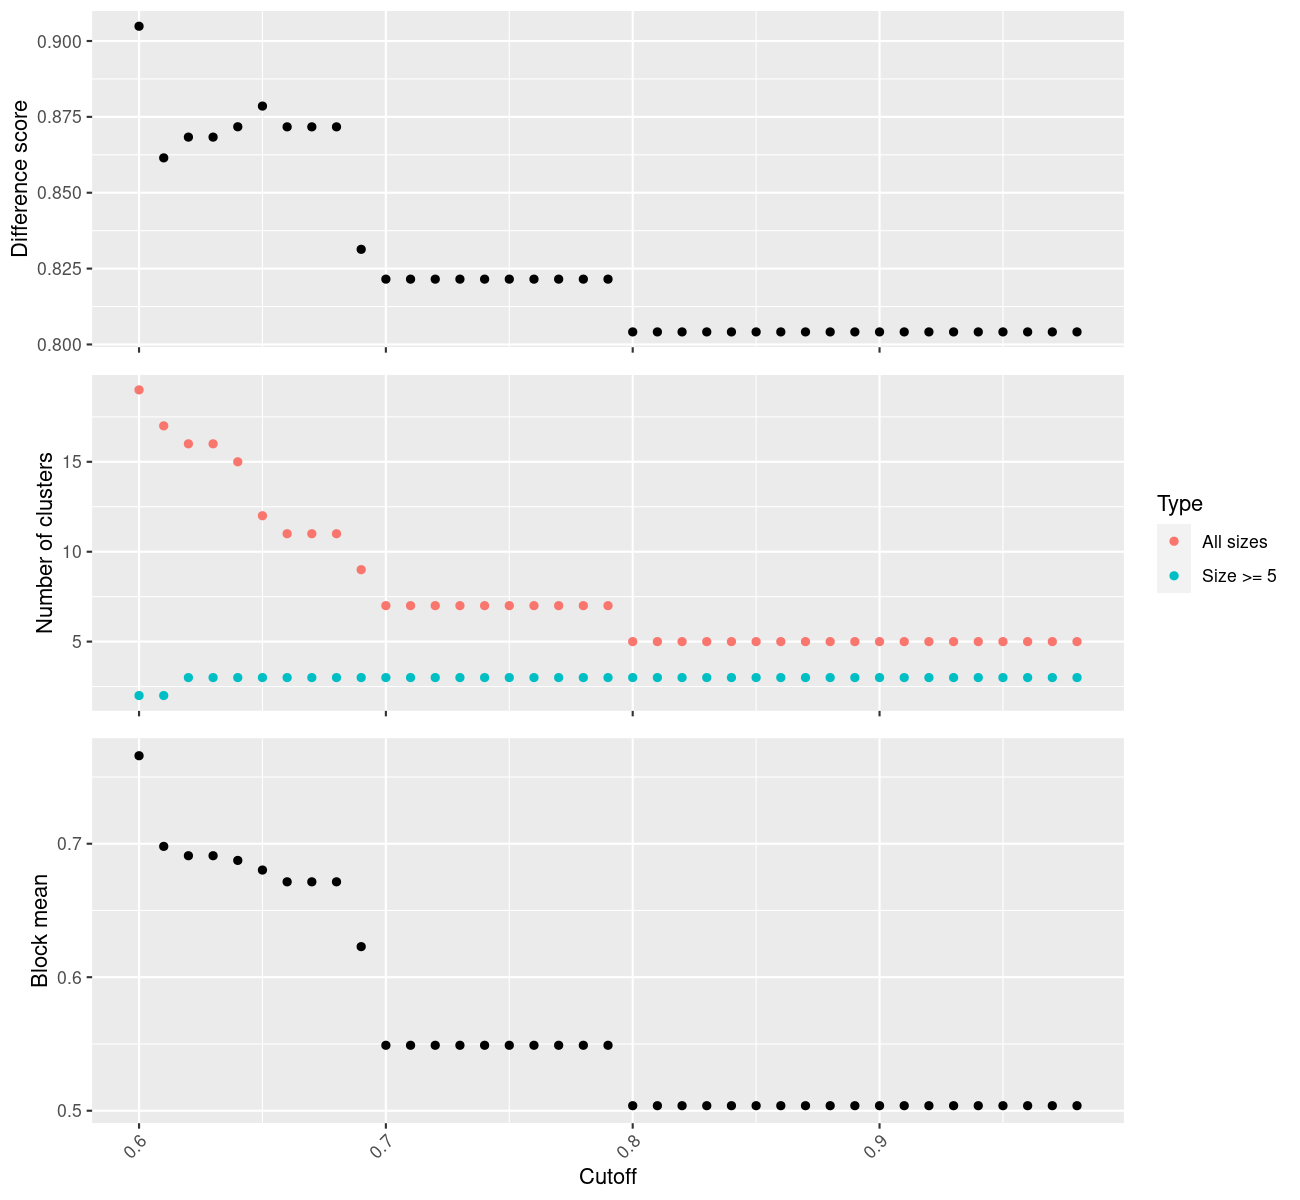 0.900
0.875
0.850
0.825
0.800
Difference score
15
10
5
Number of clusters
Type
All sizes
Size >= 5
0.7
0.6
0.5
Block mean
0.6
0.7
0.8
0.9
Cutoff